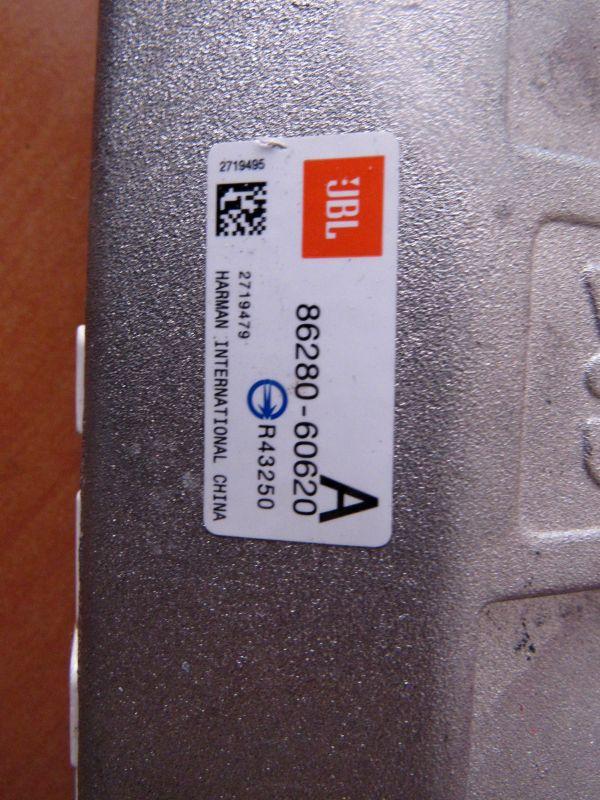 JBL
86280-60620
A
R43250
2719479
HARMAN INTERNATIONAL CHINA
2719495